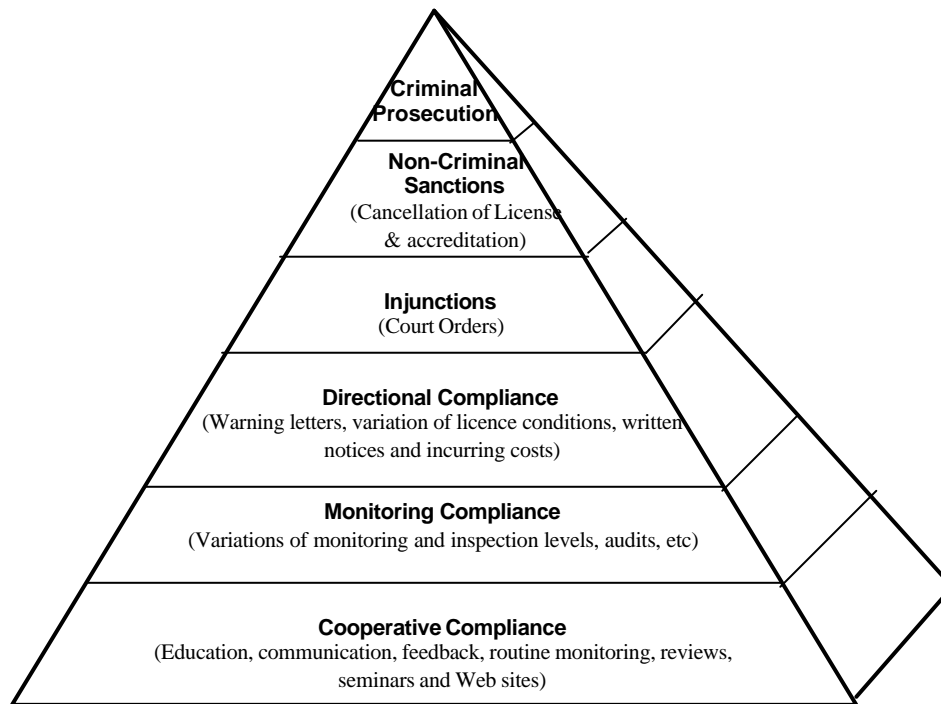 Criminal
Prosecution
Non-Criminal
Sanctions
(Cancellation of License
& accreditation)
Injunctions
(Court Orders)
Directional Compliance
(Warning letters, variation of licence conditions, written
notices and incurring costs)
Monitoring Compliance
(Variations of monitoring and inspection levels, audits, etc)
Cooperative Compliance
(Education, communication, feedback, routine monitoring, reviews,
seminars and Web sites)